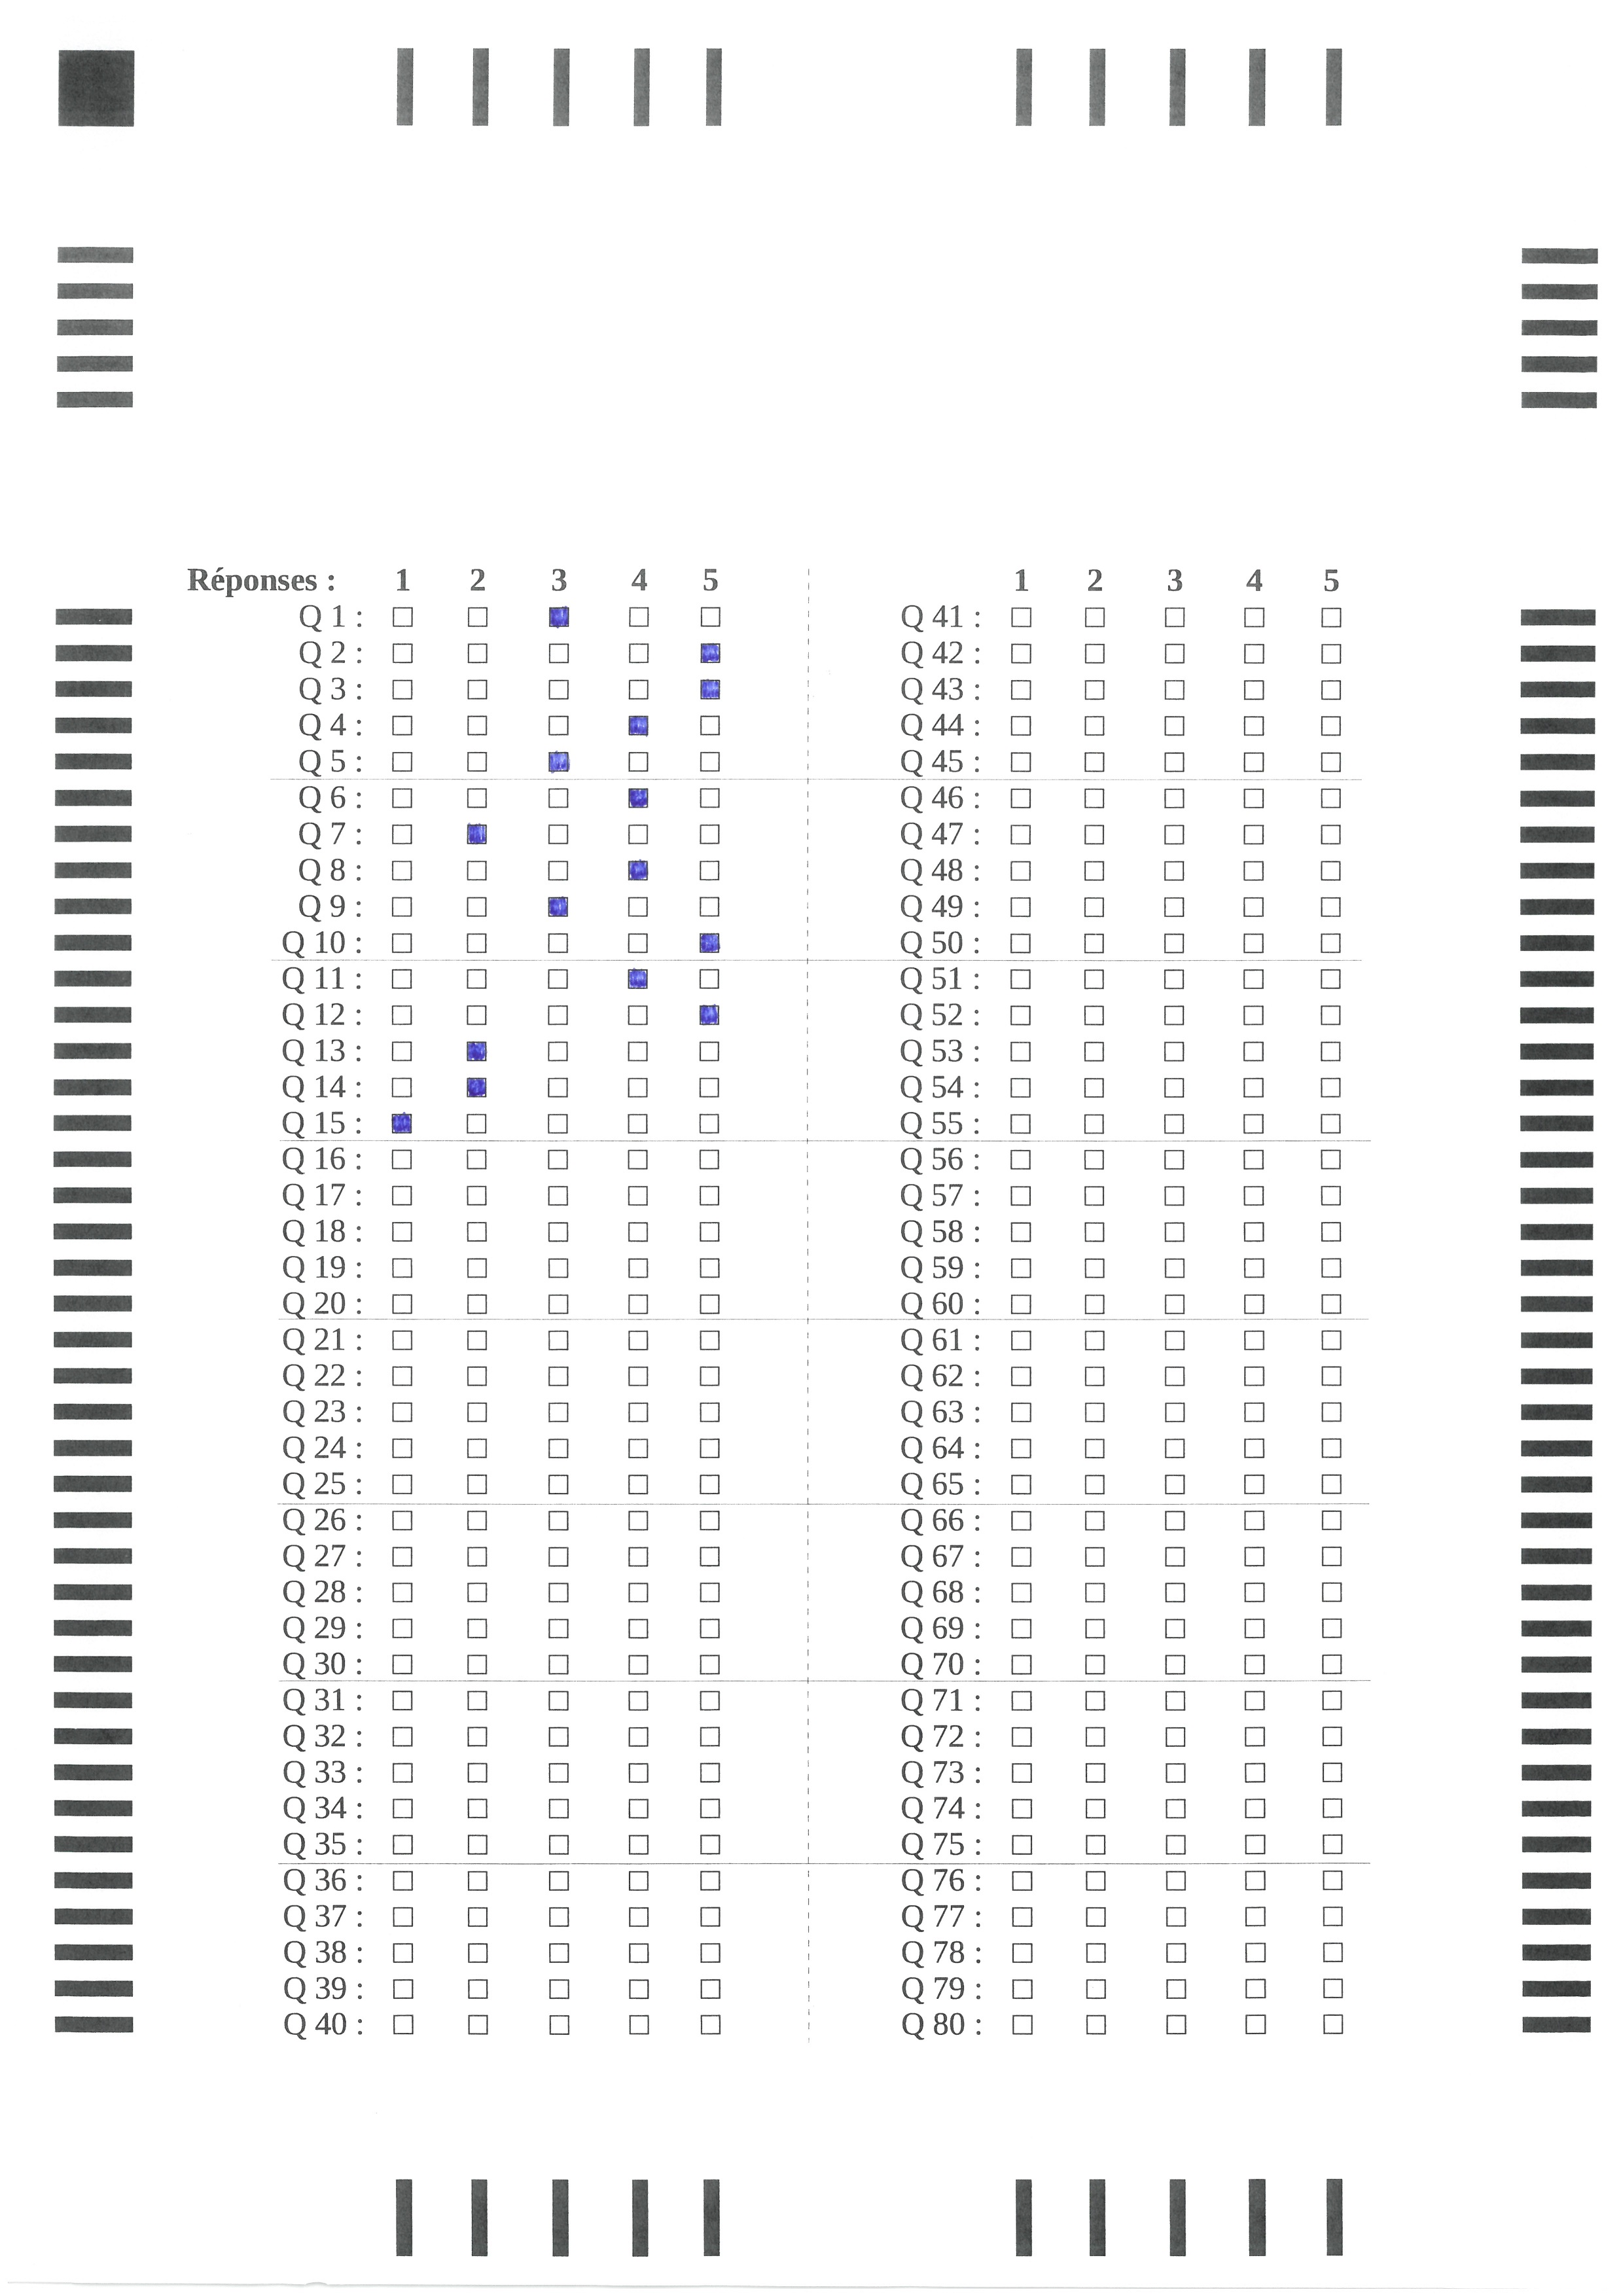 Réponses : 1 2 3 4 5 1 2 3 4 5
Q 1 : Q 41 :
Q 2 : Q 42 :
Q 3 : Q 43 :
Q 4 : Q 44 :
Q 5 : Q 45 :
Q 6 : Q 46 :
Q 7 : Q 47 :
Q 8 : Q 48 :
Q 9 : Q 49 :
Q 10 : Q 50 :
Q 11 : Q 51 :
Q 12 : Q 52 :
Q 13 : Q 53 :
Q 14 : Q 54 :
Q 15 : Q 55 :
Q 16 : Q 56 :
Q 17 : Q 57 :
Q 18 : Q 58 :
Q 19 : Q 59 :
Q 20 : Q 60 :
Q 21 : Q 61 :
Q 22 : Q 62 :
Q 23 : Q 63 :
Q 24 : Q 64 :
Q 25 : Q 65 :
Q 26 : Q 66 :
Q 27 : Q 67 :
Q 28 : Q 68 :
Q 29 : Q 69 :
Q 30 : Q 70 :
Q 31 : Q 71 :
Q 32 : Q 72 :
Q 33 : Q 73 :
Q 34 : Q 74 :
Q 35 : Q 75 :
Q 36 : Q 76 :
Q 37 : Q 77 :
Q 38 : Q 78 :
Q 39 : Q 79 :
Q 40 : Q 80 :